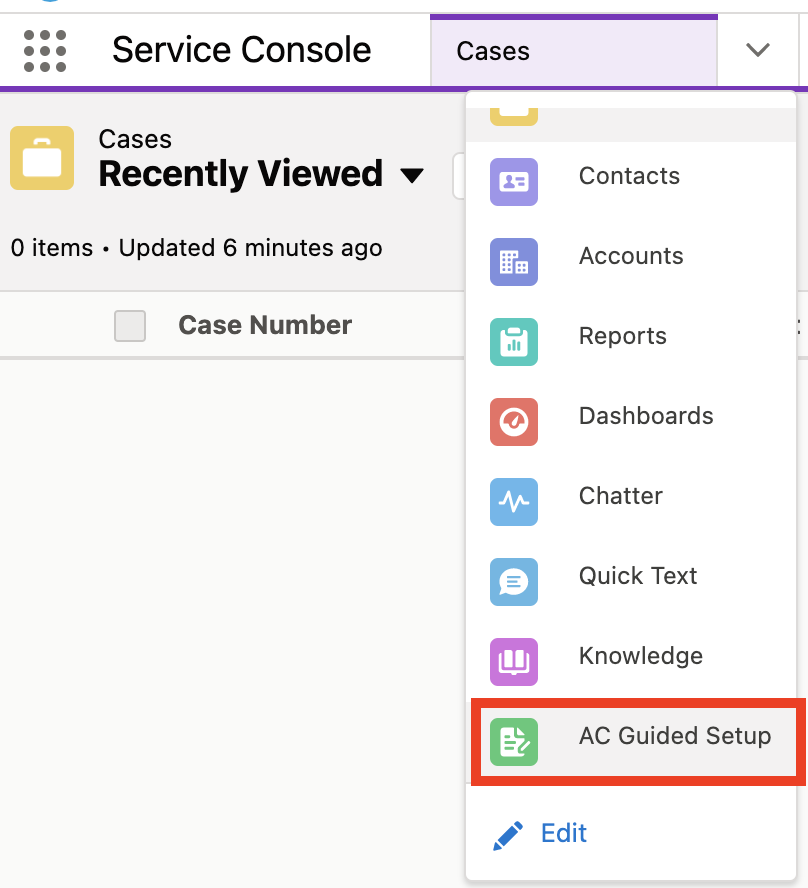 Service Console
Cases
Cases
Recently Viewed
0 items • Updated 6 minutes ago
Case Number
Contacts
Accounts
Reports
Dashboards
Chatter
Quick Text
Knowledge
AC Guided Setup
Edit